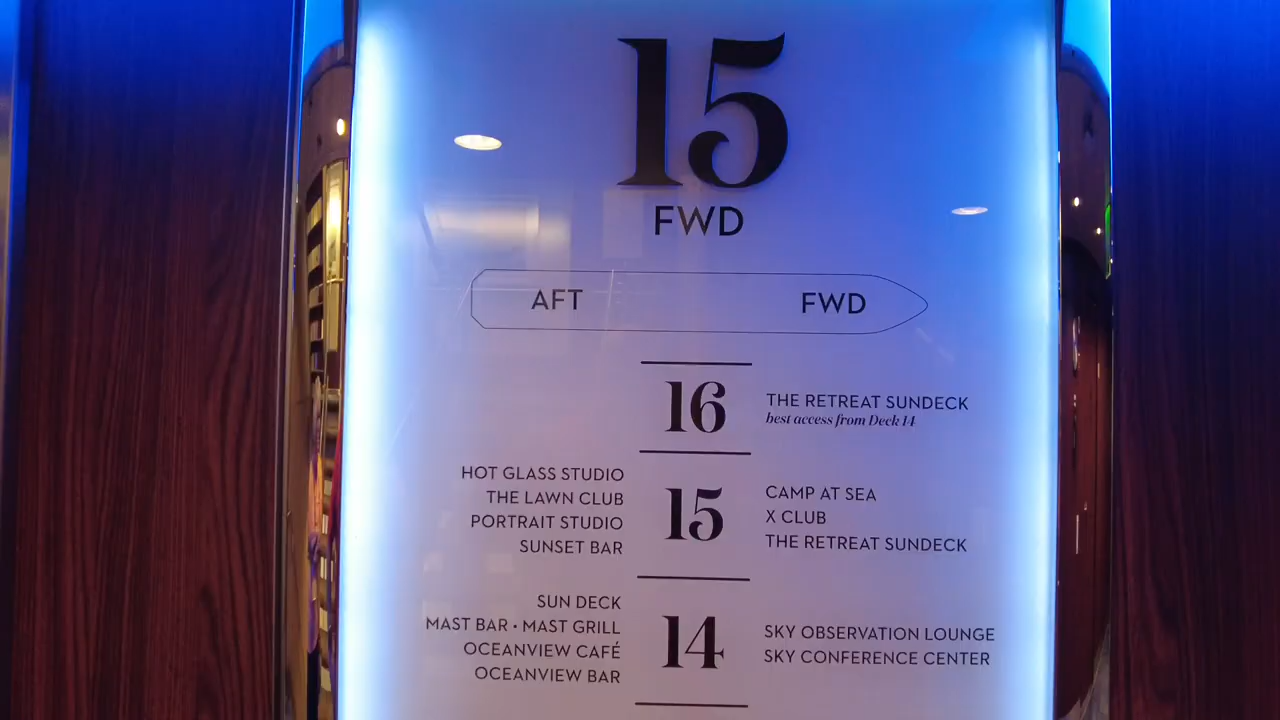 15
FWD
AFT FWD
16
THE RETREAT SUNDECK
best access from Deck 14
HOT GLASS STUDIO
THE LAWN CLUB
PORTRAIT STUDIO
SUNSET BAR
15
CAMP AT SEA
X CLUB
THE RETREAT SUNDECK
SUN DECK
MAST BAR • MAST GRILL
OCEANVIEW CAFÉ
OCEANVIEW BAR
14
SKY OBSERVATION LOUNGE
SKY CONFERENCE CENTER